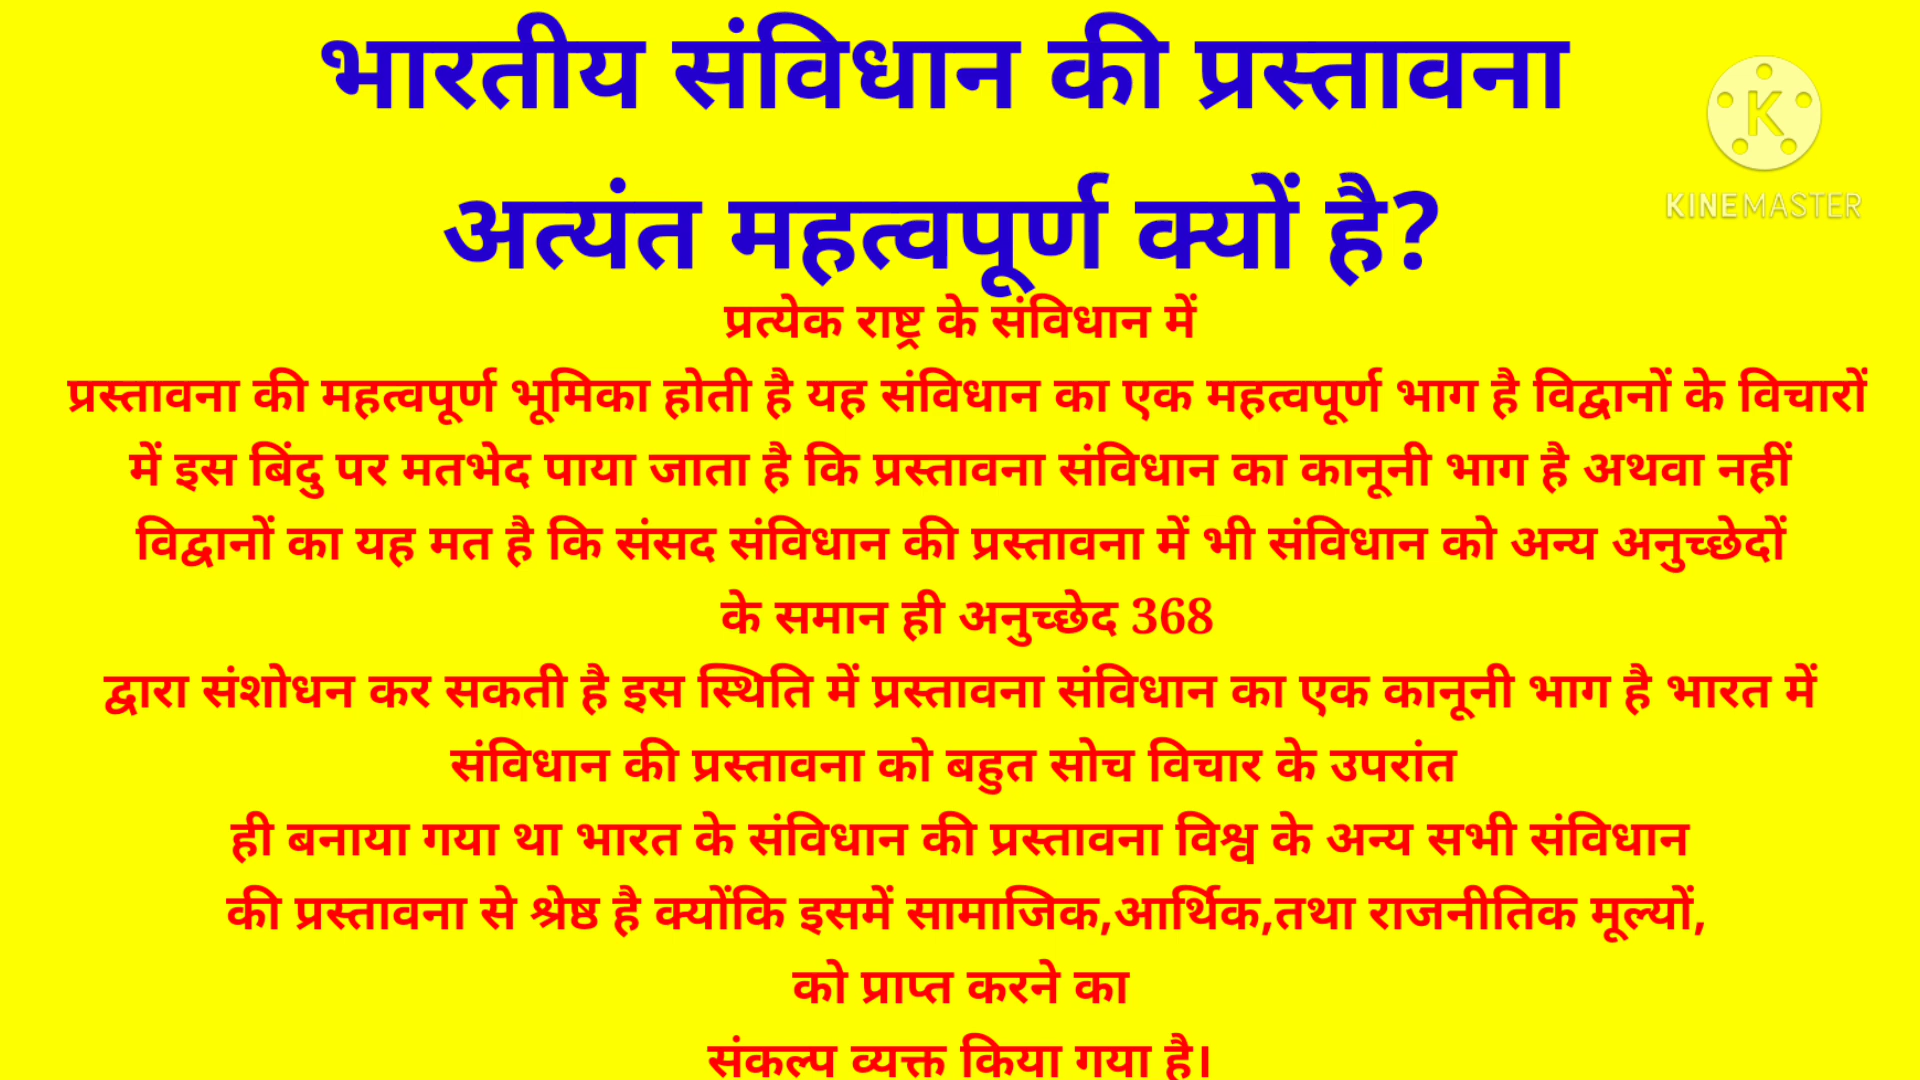 भारतीय संविधान की प्रस्तावना
अत्यंत महत्वपूर्ण क्यों है?
K
KINEMASTER
प्रत्येक राष्ट्र के संविधान में
प्रस्तावना की महत्वपूर्ण भूमिका होती है यह संविधान का एक महत्वपूर्ण भाग है विद्वानों के विचारों
में इस बिंदु पर मतभेद पाया जाता है कि प्रस्तावना संविधान का कानूनी भाग है अथवा नहीं
विद्वानों का यह मत है कि संसद संविधान की प्रस्तावना में भी संविधान को अन्य अनुच्छेदों
के समान ही अनुच्छेद 368
द्वारा संशोधन कर सकती है इस स्थिति में प्रस्तावना संविधान का एक कानूनी भाग है भारत में
संविधान की प्रस्तावना को बहुत सोच विचार के उपरांत
ही बनाया गया था भारत के संविधान की प्रस्तावना विश्व के अन्य सभी संविधान
की प्रस्तावना से श्रेष्ठ है क्योंकि इसमें सामाजिक,आर्थिक,तथा राजनीतिक मूल्यों,
को प्राप्त करने का
संकल्प व्यक्त किया गया है।